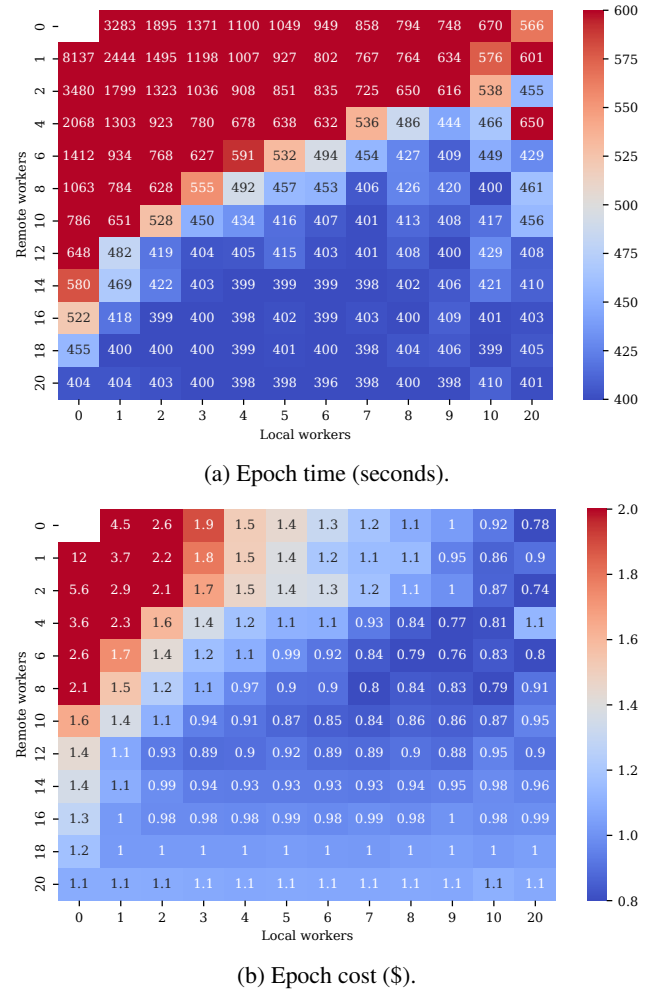 0 3283 1895 1371 1100 1049 949 858 794 748 670 566
1 8137 2444 1495 1198 1007 927 802 767 764 634 576 601
2 3480 1799 1323 1036 908 851 835 725 650 616 538 455
4 2068 1303 923 780 678 638 632 536 486 444 466 650
6 1412 934 768 627 591 532 494 454 427 409 449 429
8 1063 784 628 555 492 457 453 406 426 420 400 461
10 786 651 528 450 434 416 407 401 413 408 417 456
12 648 482 419 404 405 415 403 401 408 400 429 408
14 580 469 422 403 399 399 399 398 402 406 421 410
16 522 418 399 400 398 402 399 403 400 409 401 403
18 455 400 400 400 399 401 400 398 404 406 399 405
20 404 404 403 400 398 398 396 398 400 398 410 401
0 1 2 3 4 5 6 7 8 9 10 20
Remote workers
Local workers
600
575
550
525
500
475
450
425
400
(a) Epoch time (seconds).
0 4.5 2.6 1.9 1.5 1.4 1.3 1.2 1.1 1 0.92 0.78
1 12 3.7 2.2 1.8 1.5 1.4 1.2 1.1 1.1 0.95 0.86 0.9
2 5.6 2.9 2.1 1.7 1.5 1.4 1.3 1.2 1.1 1 0.87 0.74
4 3.6 2.3 1.6 1.4 1.2 1.1 1.1 0.93 0.84 0.77 0.81 1.1
6 2.6 1.7 1.4 1.2 1.1 0.99 0.92 0.84 0.79 0.76 0.83 0.8
8 2.1 1.5 1.2 1.1 0.97 0.9 0.9 0.8 0.84 0.83 0.79 0.91
10 1.6 1.4 1.1 0.94 0.91 0.87 0.85 0.84 0.86 0.86 0.87 0.95
12 1.4 1.1 0.93 0.89 0.9 0.92 0.89 0.89 0.9 0.88 0.95 0.9
14 1.4 1.1 0.99 0.94 0.93 0.93 0.93 0.93 0.94 0.95 0.98 0.96
16 1.3 1 0.98 0.98 0.98 0.99 0.98 0.99 0.98 1 0.98 0.99
18 1.2 1 1 1 1 1 1 1 1 1 1 1
20 1.1 1.1 1.1 1.1 1.1 1.1 1.1 1.1 1.1 1.1 1.1 1.1
0 1 2 3 4 5 6 7 8 9 10 20
Remote workers
Local workers
2.0
1.8
1.6
1.4
1.2
1.0
0.8
(b) Epoch cost ($).